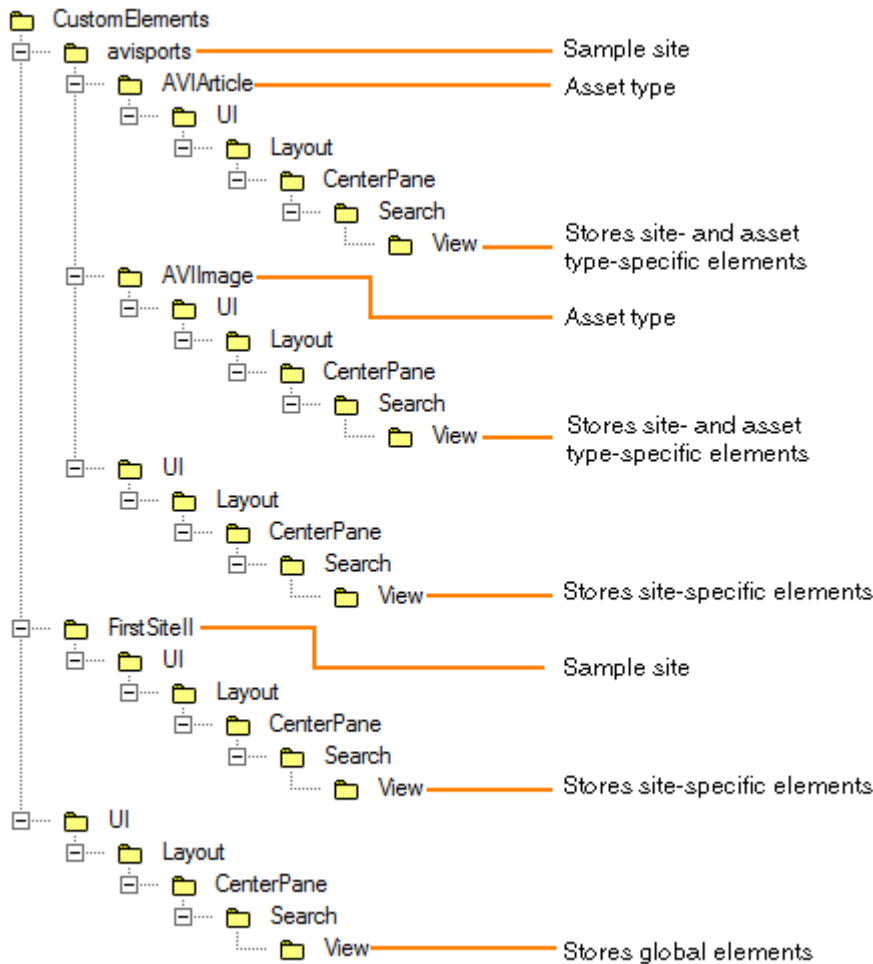 CustomElements
avisports Sample site
AVIArticle Asset type
UI
Layout
CenterPane
Search
View Stores site- and asset
type-specific elements
AVIImage
UI Asset type
Layout
CenterPane
Search
View Stores site- and asset
type-specific elements
UI
Layout
CenterPane
Search
View Stores site-specific elements
FirstSiteII
UI Sample site
Layout
CenterPane
Search
View Stores site-specific elements
UI
Layout
CenterPane
Search
View Stores global elements